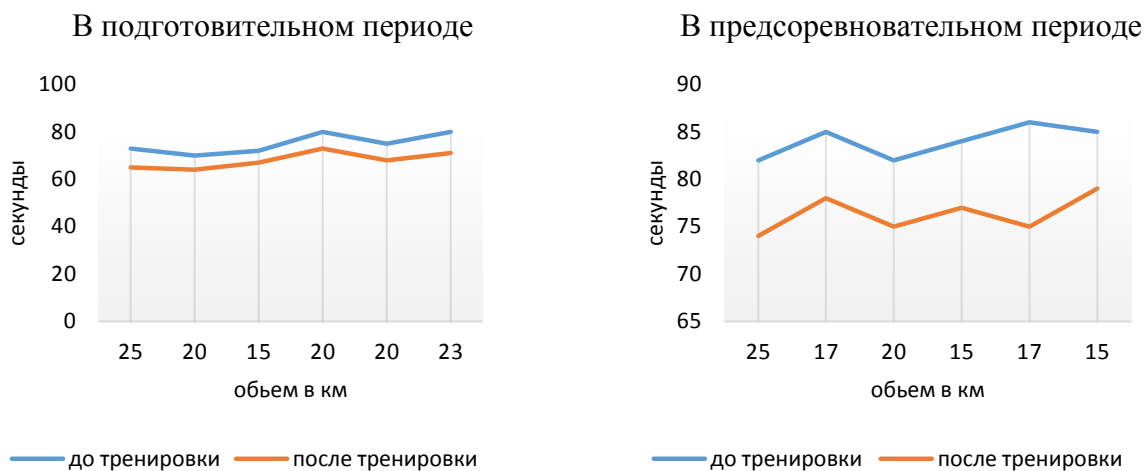 В подготовительном периоде
100
80
60
40
20
0
секунды
25 20 15 20 20 23
обьем в км
до тренировки после тренировки
В предсоревновательном периоде
90
85
80
75
70
65
секунды
25 17 20 15 17 15
обьем в км
до тренировки после тренировки